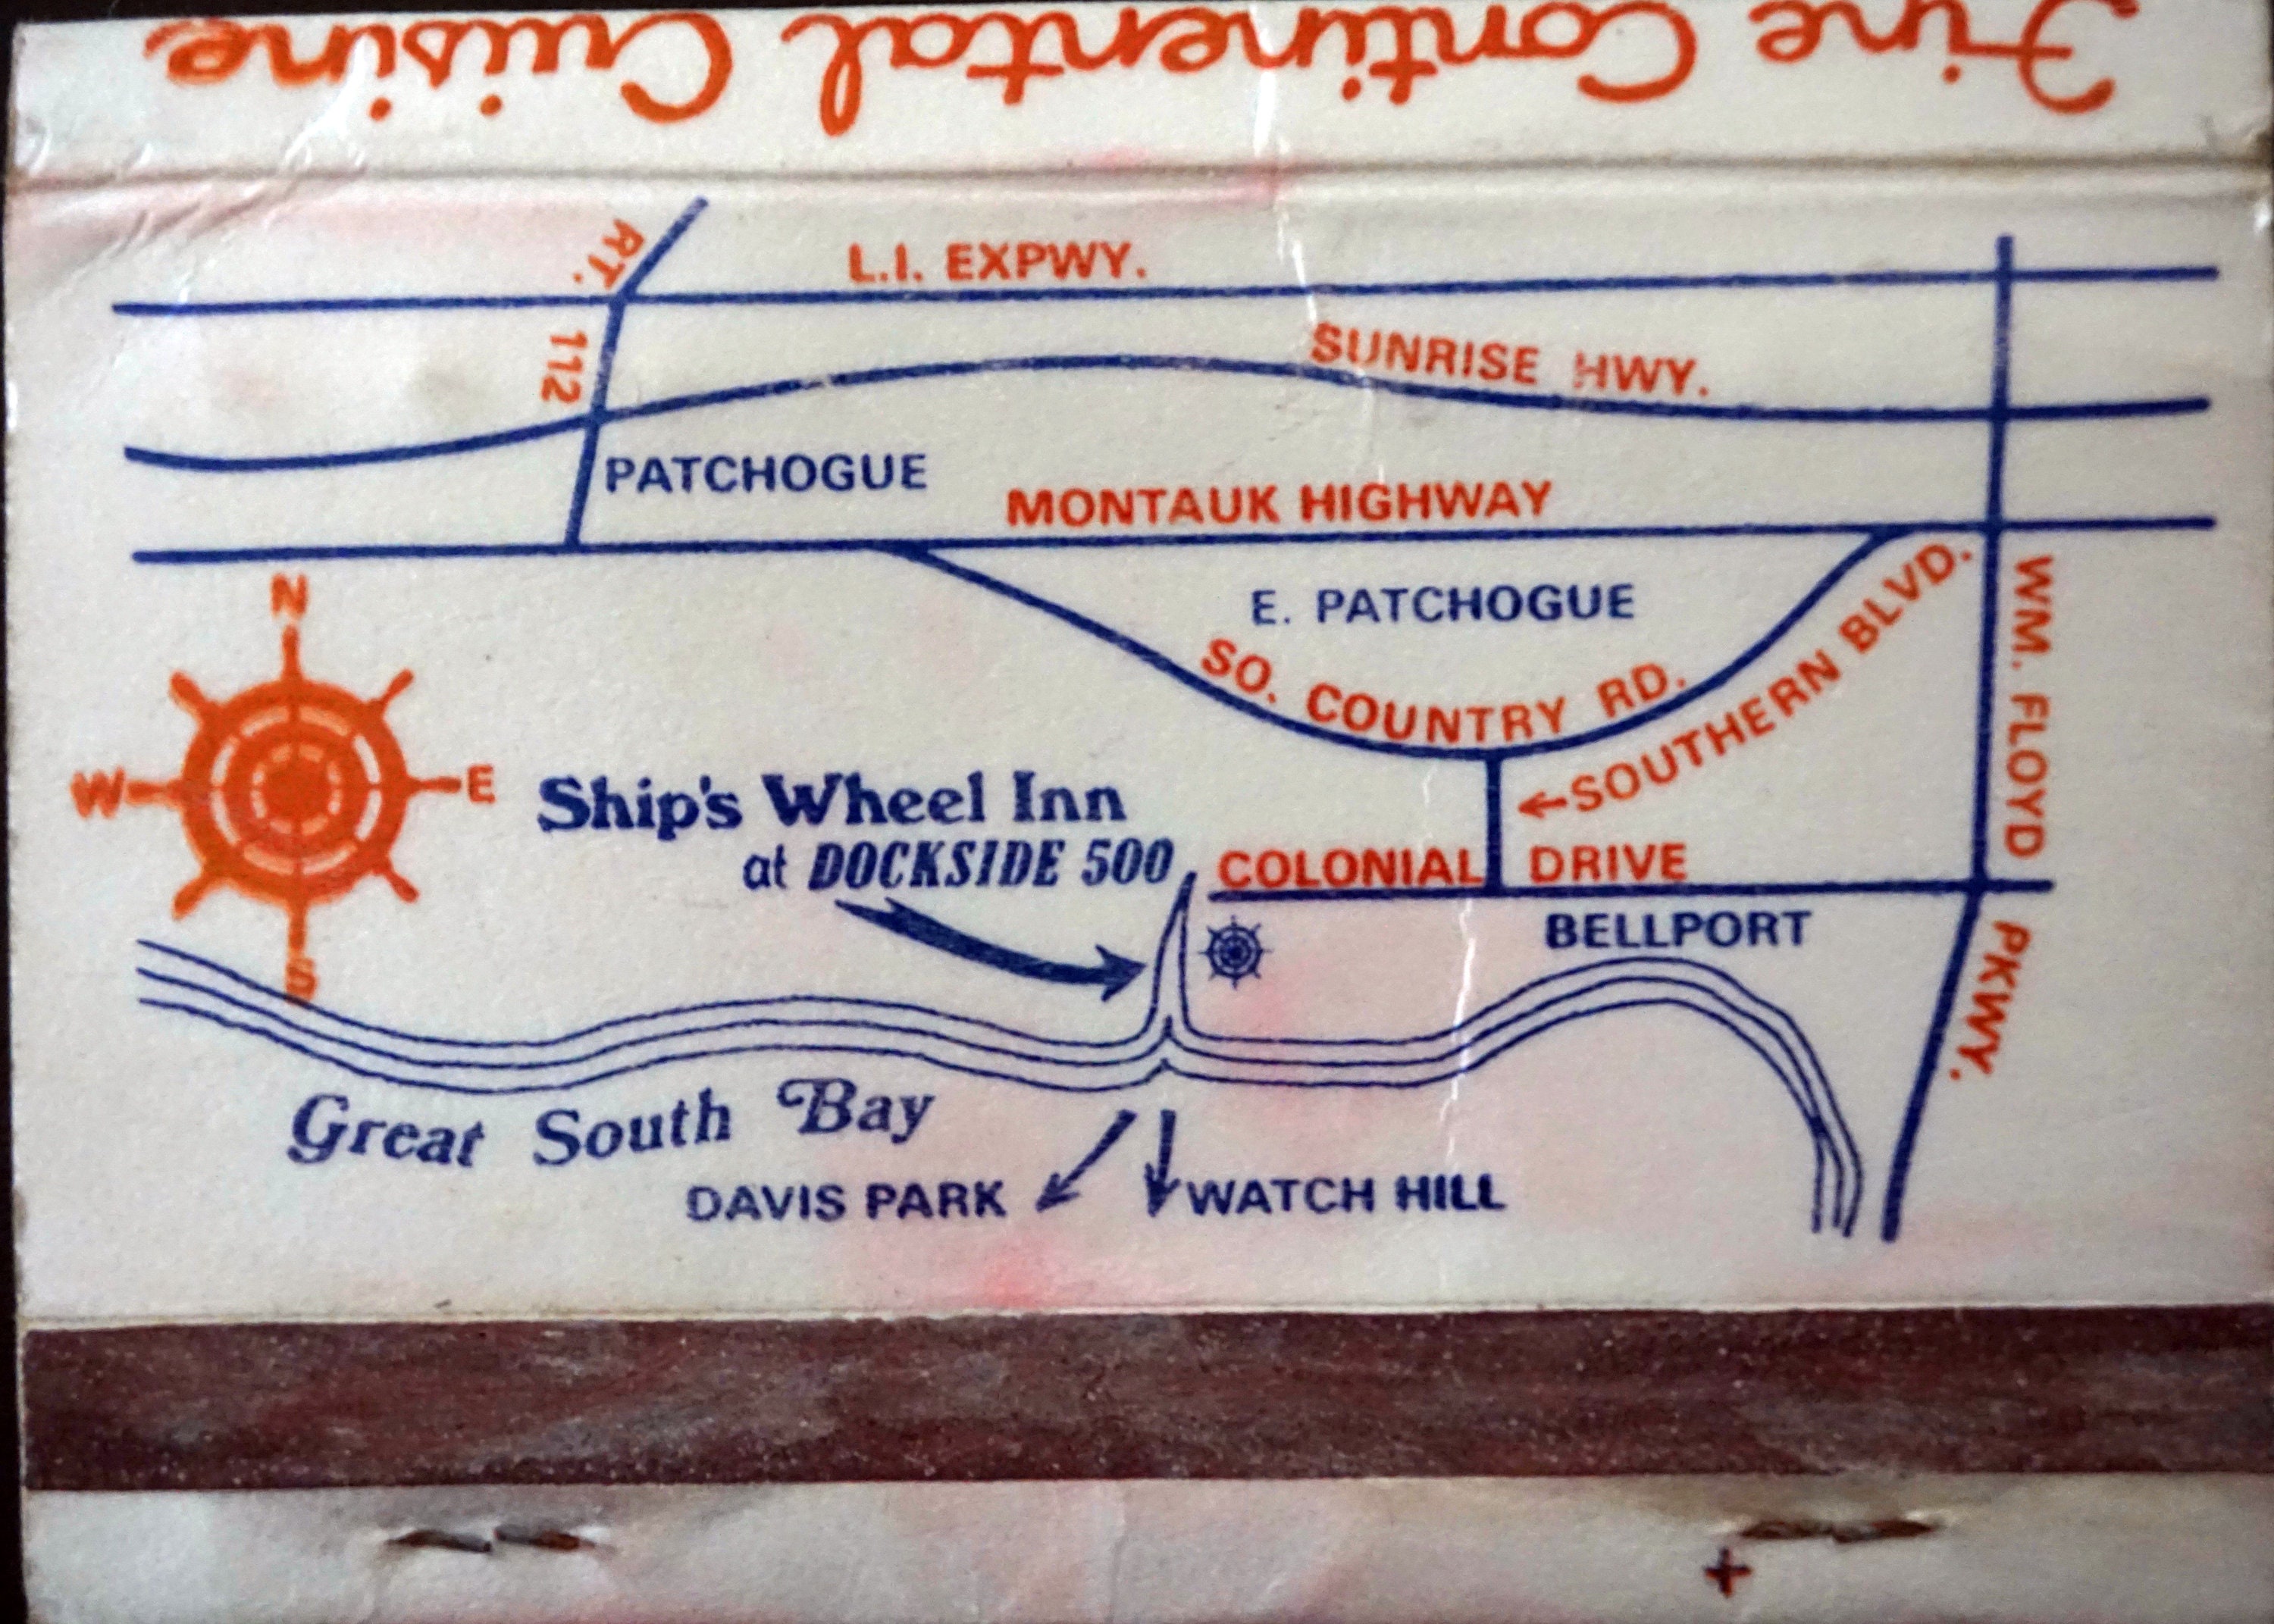 Fine Continental Cuisine
RT. 112
L.I. EXPWY.
SUNRISE HWY.
PATCHOGUE
MONTAUK HIGHWAY
E. PATCHOGUE
SO. COUNTRY RD.
←SOUTHERN BLVD.
WM. FLOYD PKWY.
N
W
E
S
Ship's Wheel Inn
at DOCKSIDE 500
COLONIAL DRIVE
BELLPORT
Great South Bay
DAVIS PARK
WATCH HILL
+